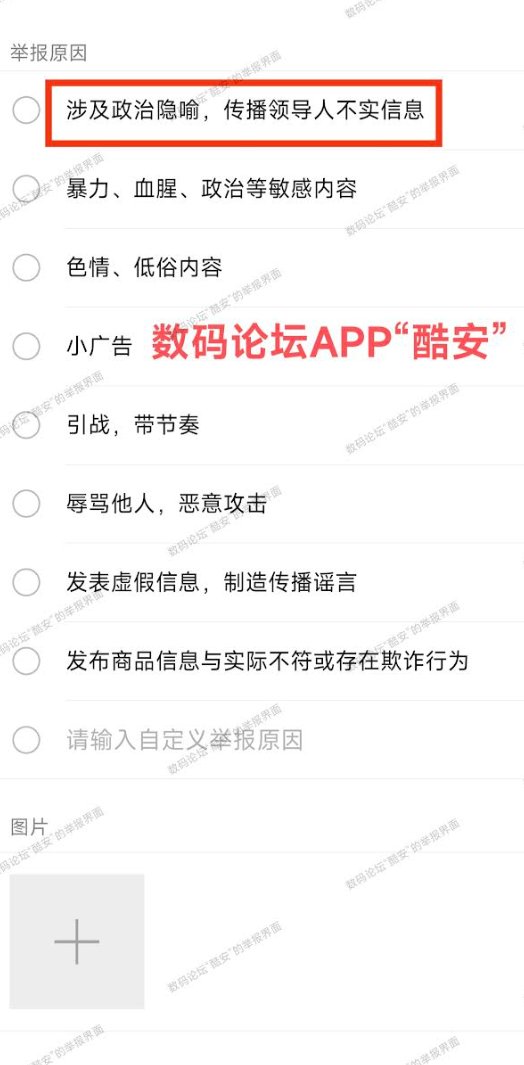 举报原因
涉及政治隐喻，传播领导人不实信息
暴力、血腥、政治等敏感内容
色情、低俗内容
小广告
数码论坛APP“酷安”
引战，带节奏
辱骂他人，恶意攻击
发表虚假信息，制造传播谣言
发布商品信息与实际不符或存在欺诈行为
请输入自定义举报原因
图片
数码论坛“酷安”的举报界面